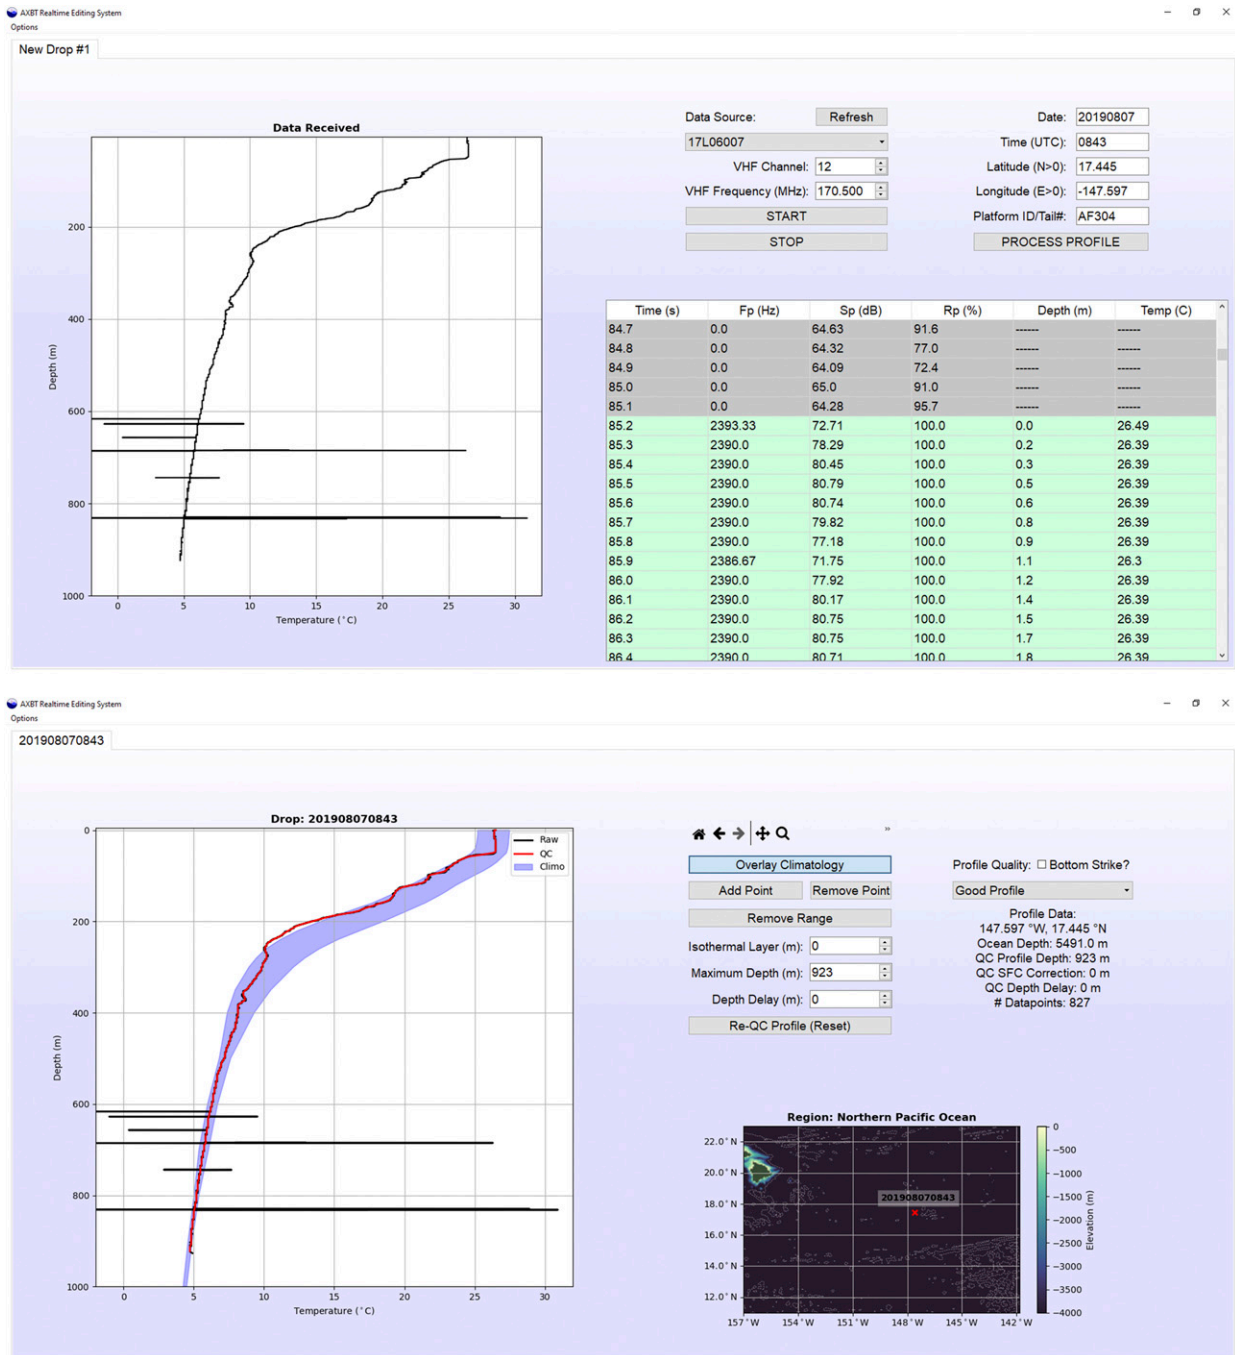 AXBT Realtime Editing System
Options
New Drop #1
Data Received
200
400
600
800
1000
Depth (m)
0 5 10 15 20 25 30
Temperature (°C)
Data Source: Refresh
17L06007
VHF Channel: 12
VHF Frequency (MHz): 170.500
START
STOP
Date: 20190807
Time (UTC): 0843
Latitude (N>0): 17.445
Longitude (E>0): -147.597
Platform ID/Tail#: AF304
PROCESS PROFILE
Time (s) Fp (Hz) Sp (dB) Rp (%) Depth (m) Temp (C)
84.7 0.0 64.63 91.6 ------ ------
84.8 0.0 64.32 77.0 ------ ------
84.9 0.0 64.09 72.4 ------ ------
85.0 0.0 65.0 91.0 ------ ------
85.1 0.0 64.28 95.7 ------ ------
85.2 2393.33 72.71 100.0 0.0 26.49
85.3 2390.0 78.29 100.0 0.2 26.39
85.4 2390.0 80.45 100.0 0.3 26.39
85.5 2390.0 80.79 100.0 0.5 26.39
85.6 2390.0 80.74 100.0 0.6 26.39
85.7 2390.0 79.82 100.0 0.8 26.39
85.8 2390.0 77.18 100.0 0.9 26.39
85.9 2386.67 71.75 100.0 1.1 26.3
86.0 2390.0 77.92 100.0 1.2 26.39
86.1 2390.0 80.17 100.0 1.4 26.39
86.2 2390.0 80.75 100.0 1.5 26.39
86.3 2390.0 80.75 100.0 1.7 26.39
86.4 2390.0 80.71 100.0 1.8 26.39
AXBT Realtime Editing System
Options
201908070843
Drop: 201908070843
Raw
QC
Climo
0
200
400
600
800
1000
Depth (m)
0 5 10 15 20 25 30
Temperature (°C)
»
Overlay Climatology
Add Point Remove Point
Remove Range
Isothermal Layer (m): 0
Maximum Depth (m): 923
Depth Delay (m): 0
Re-QC Profile (Reset)
Profile Quality: Bottom Strike?
Good Profile
Profile Data:
147.597 °W, 17.445 °N
Ocean Depth: 5491.0 m
QC Profile Depth: 923 m
QC SFC Correction: 0 m
QC Depth Delay: 0 m
# Datapoints: 827
Region: Northern Pacific Ocean
22.0°N
20.0°N
18.0°N
16.0°N
14.0°N
12.0°N
201908070843
157°W 154°W 151°W 148°W 145°W 142°W
0
−500
−1000
−1500
−2000
−2500
−3000
−3500
−4000
Elevation (m)